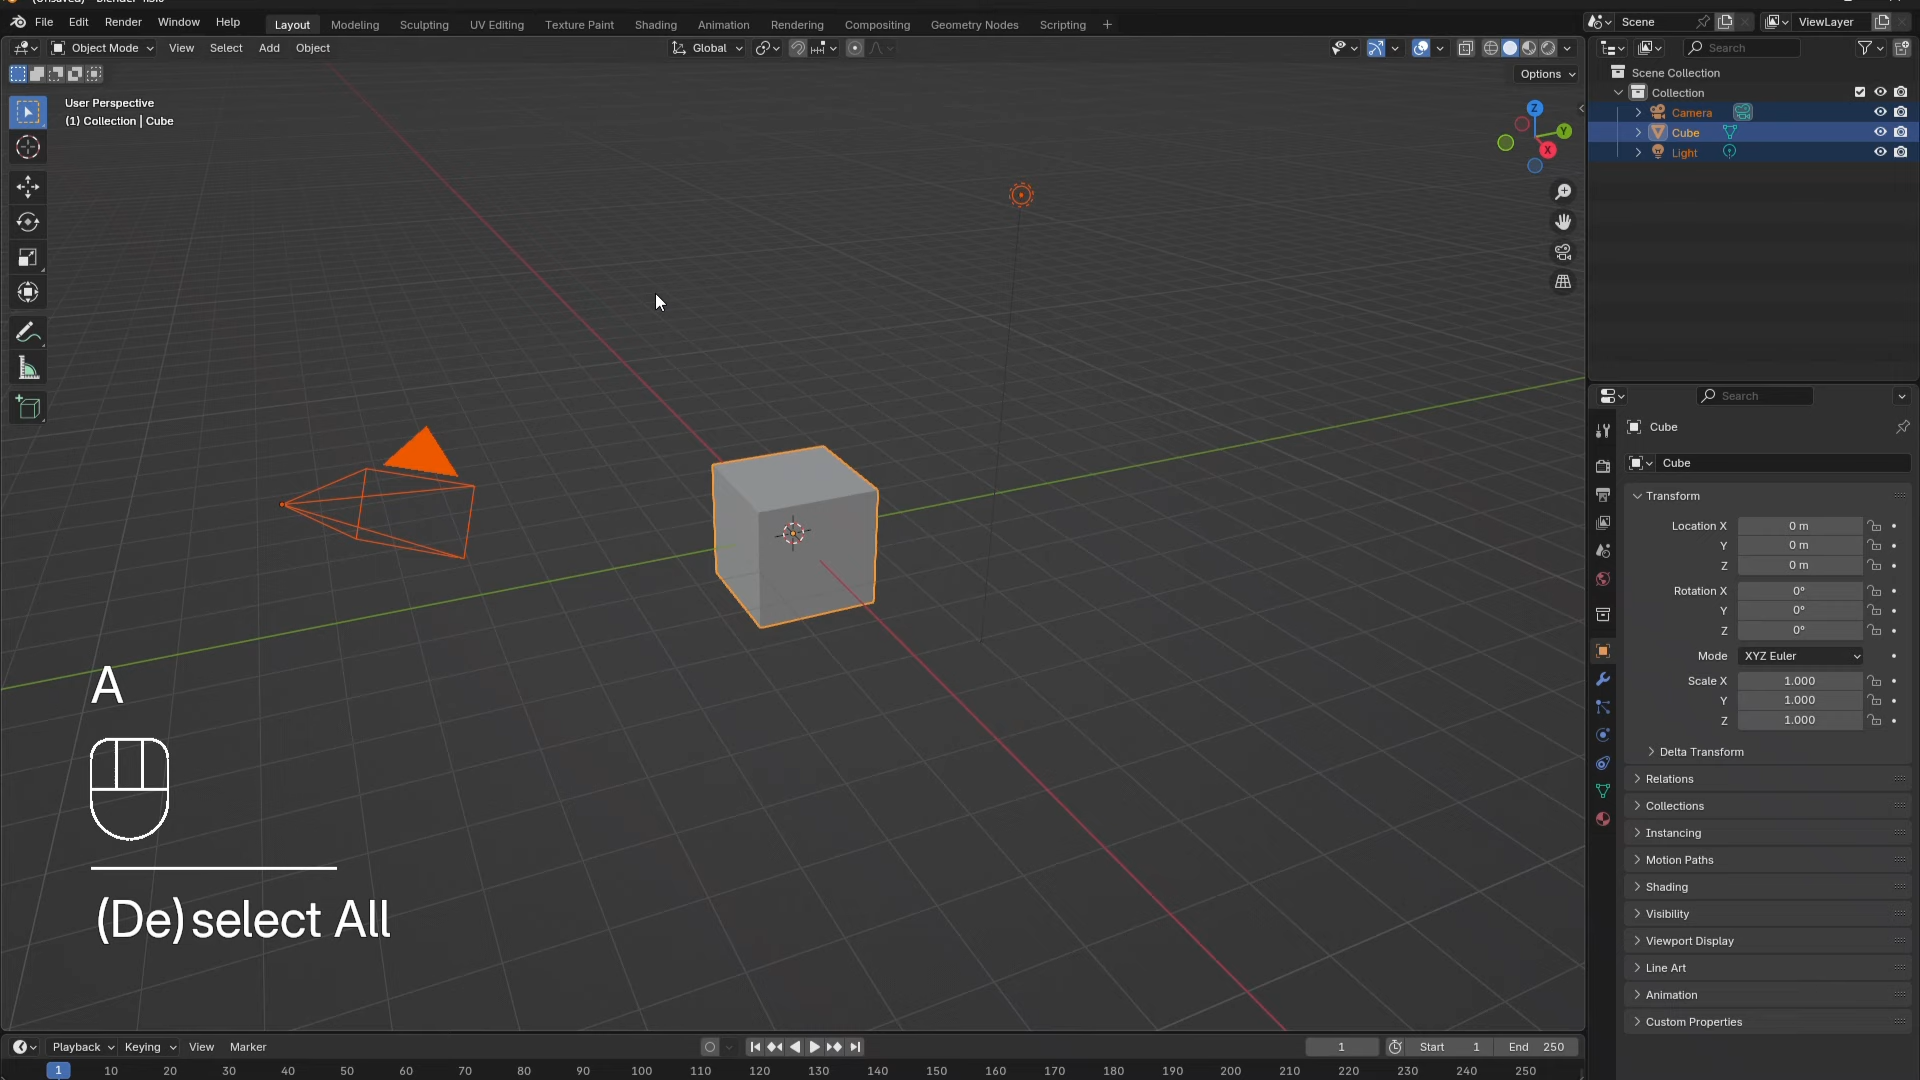 File Edit Render Window Help
Layout Modeling Sculpting UV Editing Texture Paint Shading Animation Rendering Compositing Geometry Nodes Scripting +
Scene
ViewLayer
Object Mode View Select Add Object
Global
Search
Options
User Perspective
(1) Collection | Cube
Z
Y
X
Scene Collection
Collection
Camera
Cube
Light
Search
Cube
Cube
Transform
Location X 0 m
Y 0 m
Z 0 m
Rotation X 0°
Y 0°
Z 0°
Mode XYZ Euler
Scale X 1.000
Y 1.000
Z 1.000
Delta Transform
Relations
Collections
Instancing
Motion Paths
Shading
Visibility
Viewport Display
Line Art
Animation
Custom Properties
A
(De)select All
Playback Keying View Marker
1 Start 1 End 250
1 10 20 30 40 50 60 70 80 90 100 110 120 130 140 150 160 170 180 190 200 210 220 230 240 250